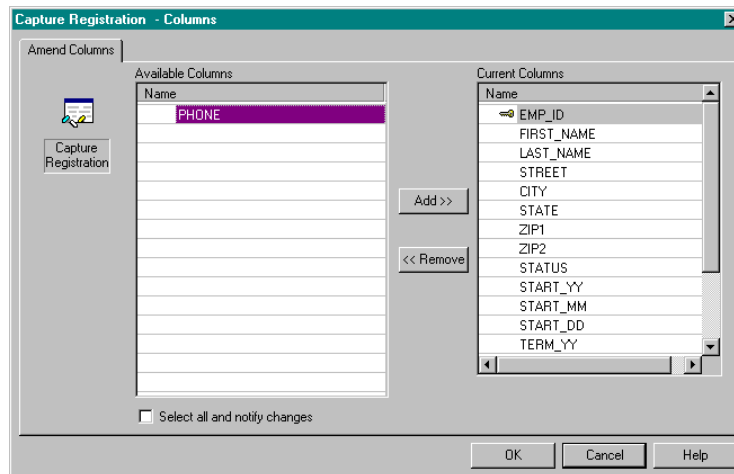 Capture Registration - Columns
Amend Columns
Available Columns
Name
PHONE
Capture
Registration
Add >>
<< Remove
Current Columns
Name
EMP_ID
FIRST_NAME
LAST_NAME
STREET
CITY
STATE
ZIP1
ZIP2
STATUS
START_YY
START_MM
START_DD
TERM_YY
Select all and notify changes
OK
Cancel
Help